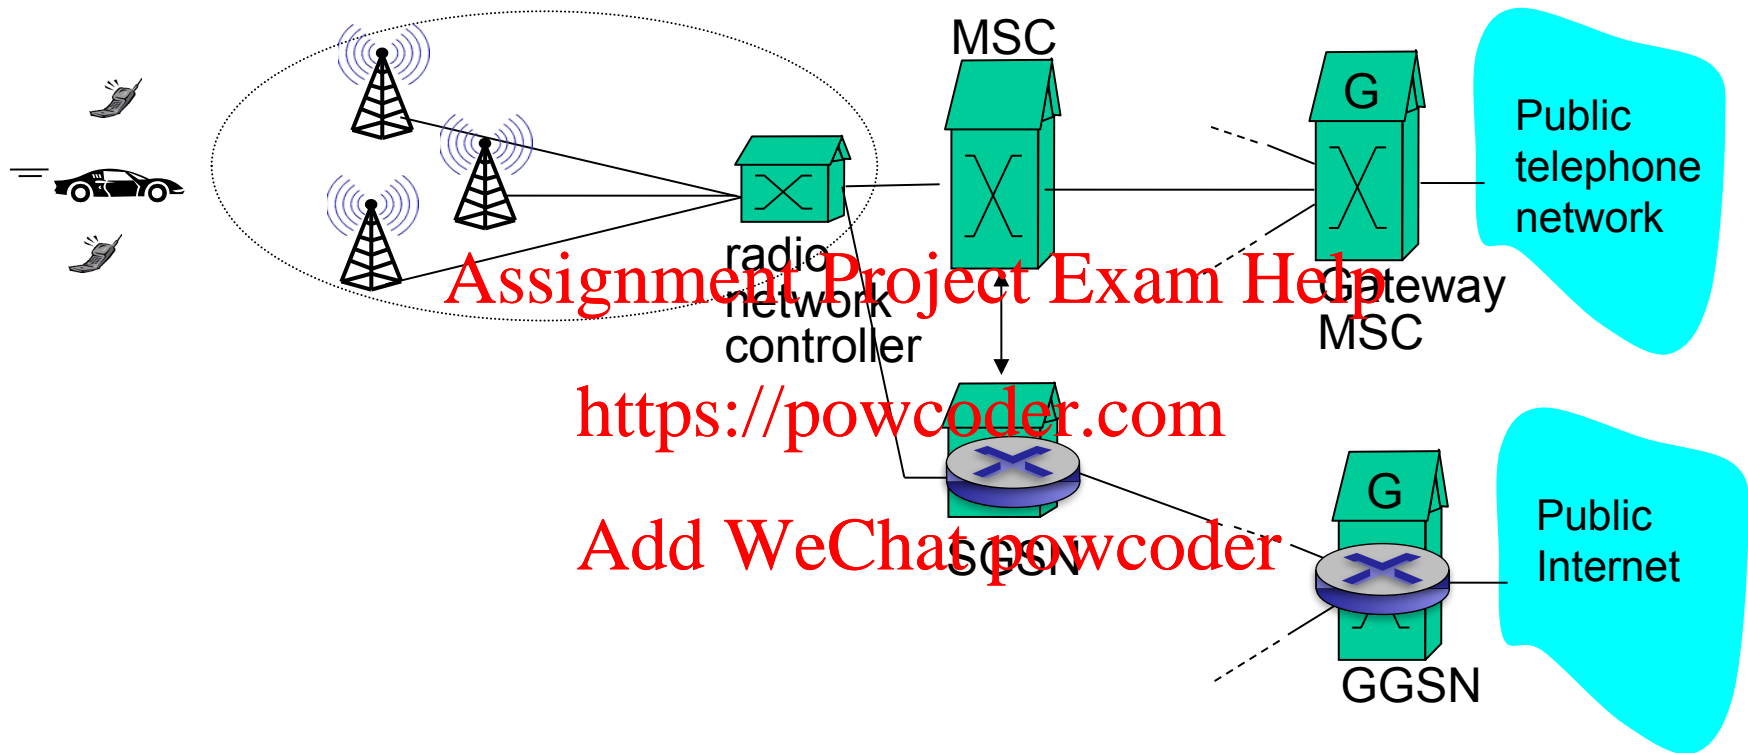 MSC
G
Public
telephone
network
radio
network
controller
Gateway
MSC
Assignment Project Exam Help
https://powcoder.com
Add WeChat powcoder
SGSN
G
Public
Internet
GGSN